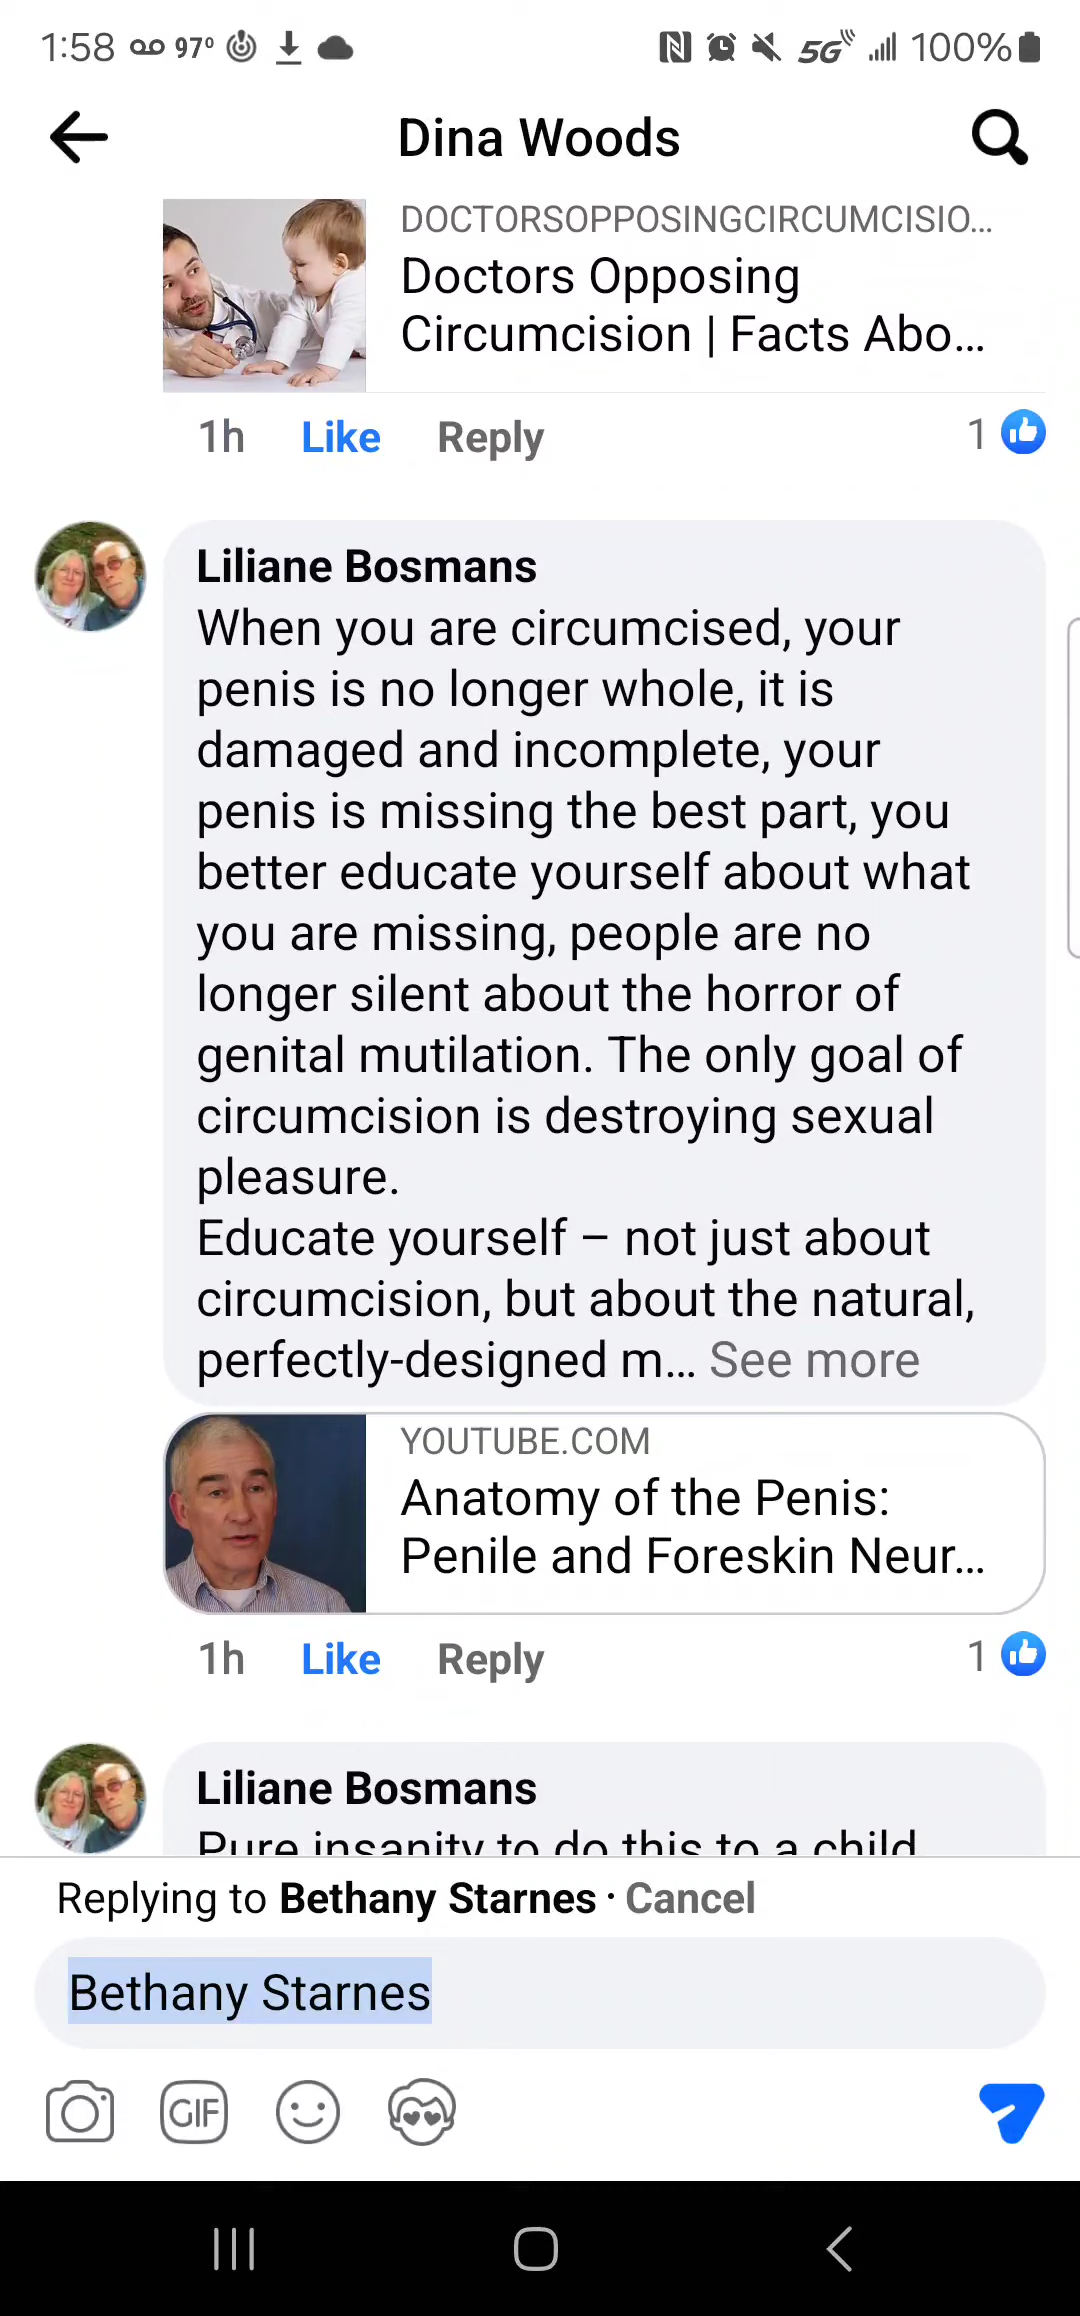 1:58 97° 5G 100%
Dina Woods
DOCTORSOPPOSINGCIRCUMCISIO...
Doctors Opposing
Circumcision | Facts Abo...
1h Like Reply 1
Liliane Bosmans
When you are circumcised, your
penis is no longer whole, it is
damaged and incomplete, your
penis is missing the best part, you
better educate yourself about what
you are missing, people are no
longer silent about the horror of
genital mutilation. The only goal of
circumcision is destroying sexual
pleasure.
Educate yourself – not just about
circumcision, but about the natural,
perfectly-designed m... See more
YOUTUBE.COM
Anatomy of the Penis:
Penile and Foreskin Neur...
1h Like Reply 1
Liliane Bosmans
Pure insanity to do this to a child
Replying to Bethany Starnes · Cancel
Bethany Starnes
GIF